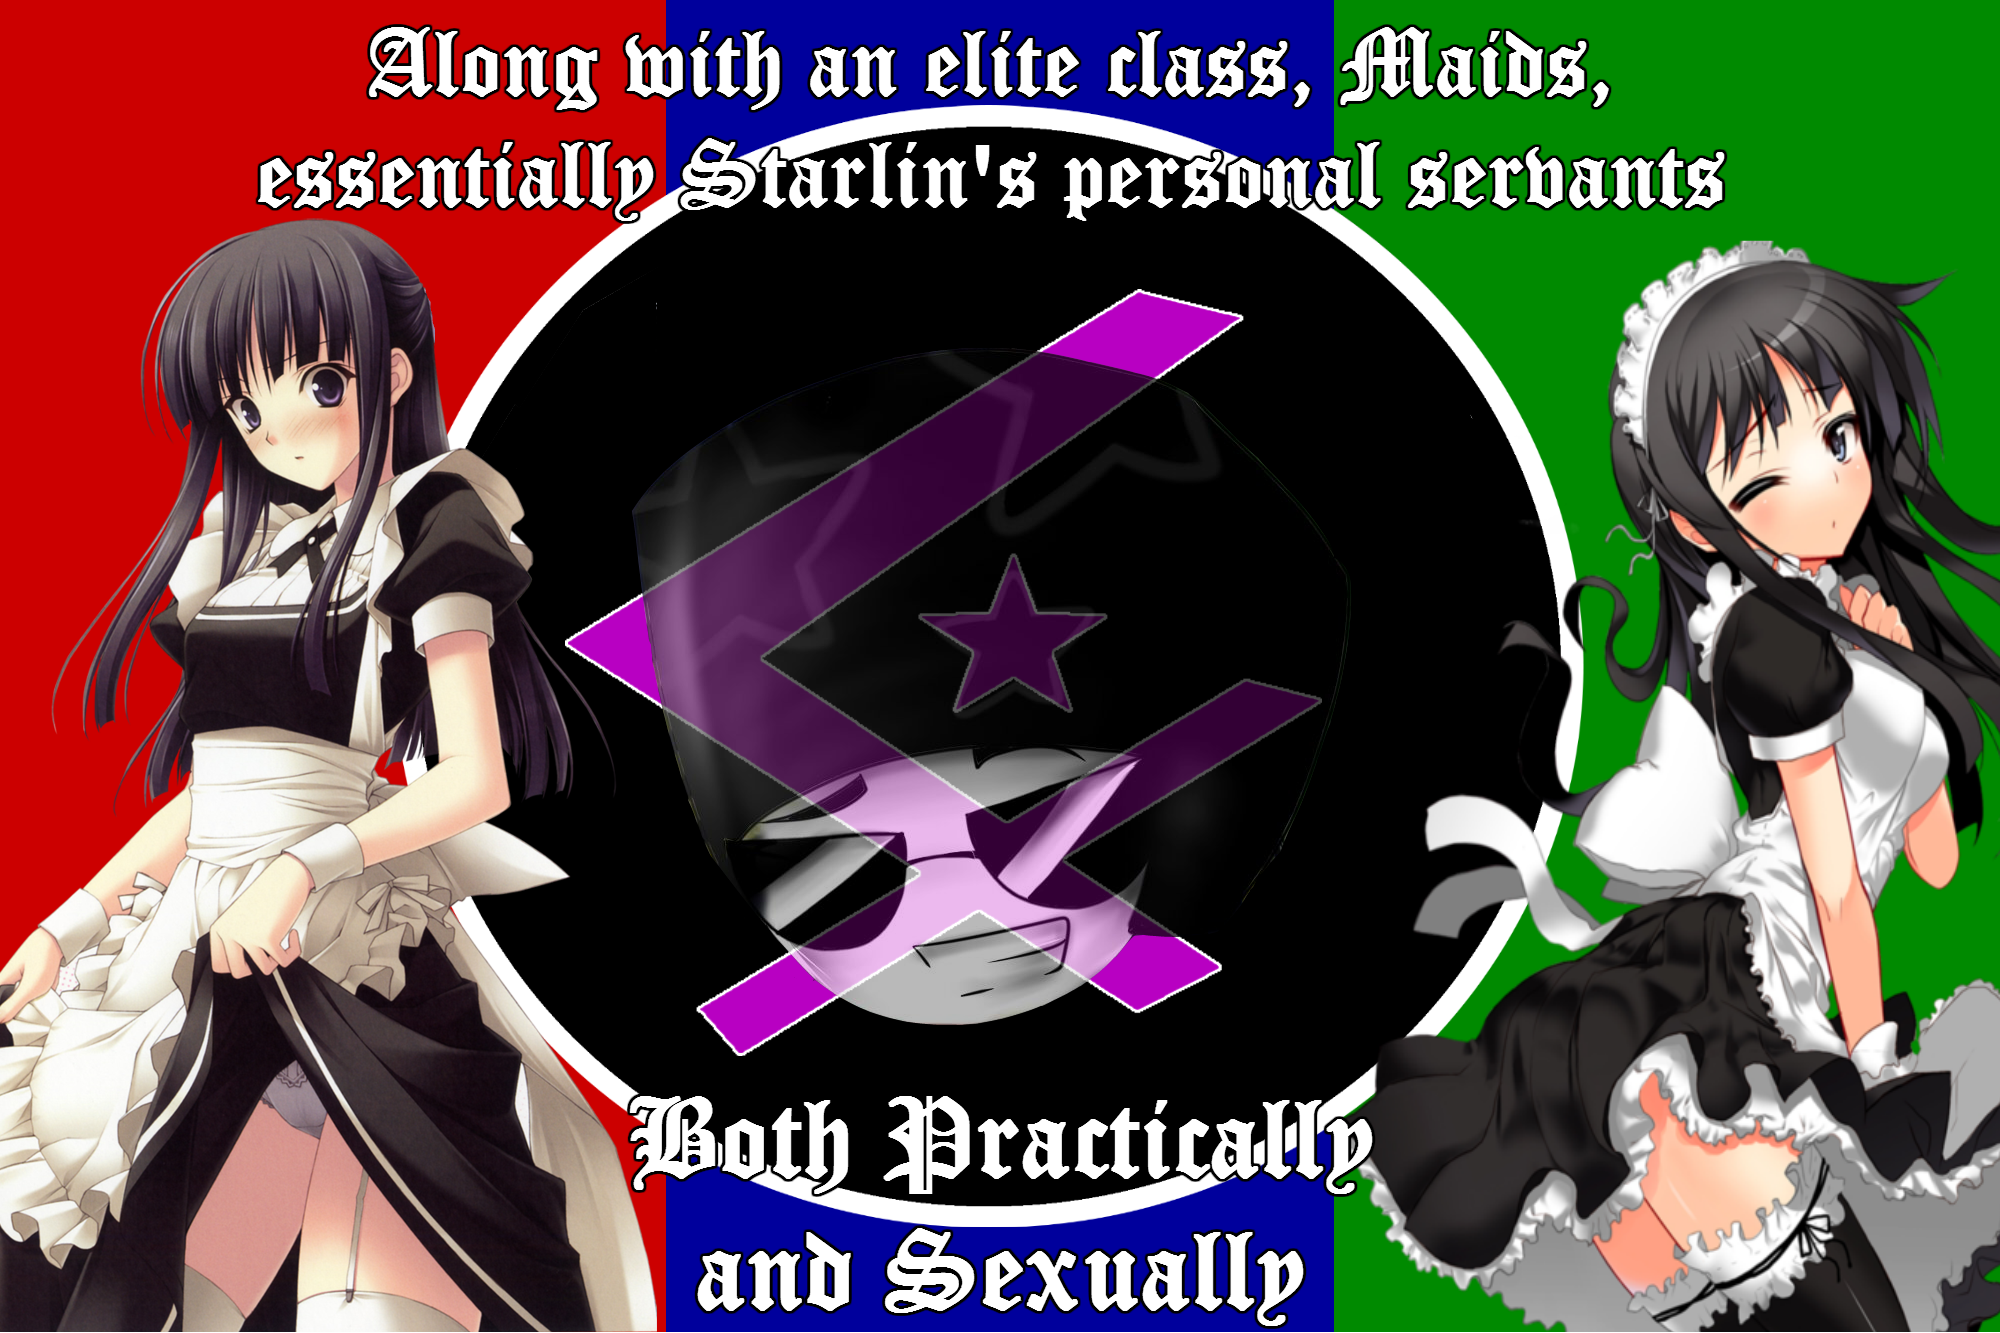 Along with an elite class, Maids,
essentially Starlin's personal servants
Both Practically
and Sexually